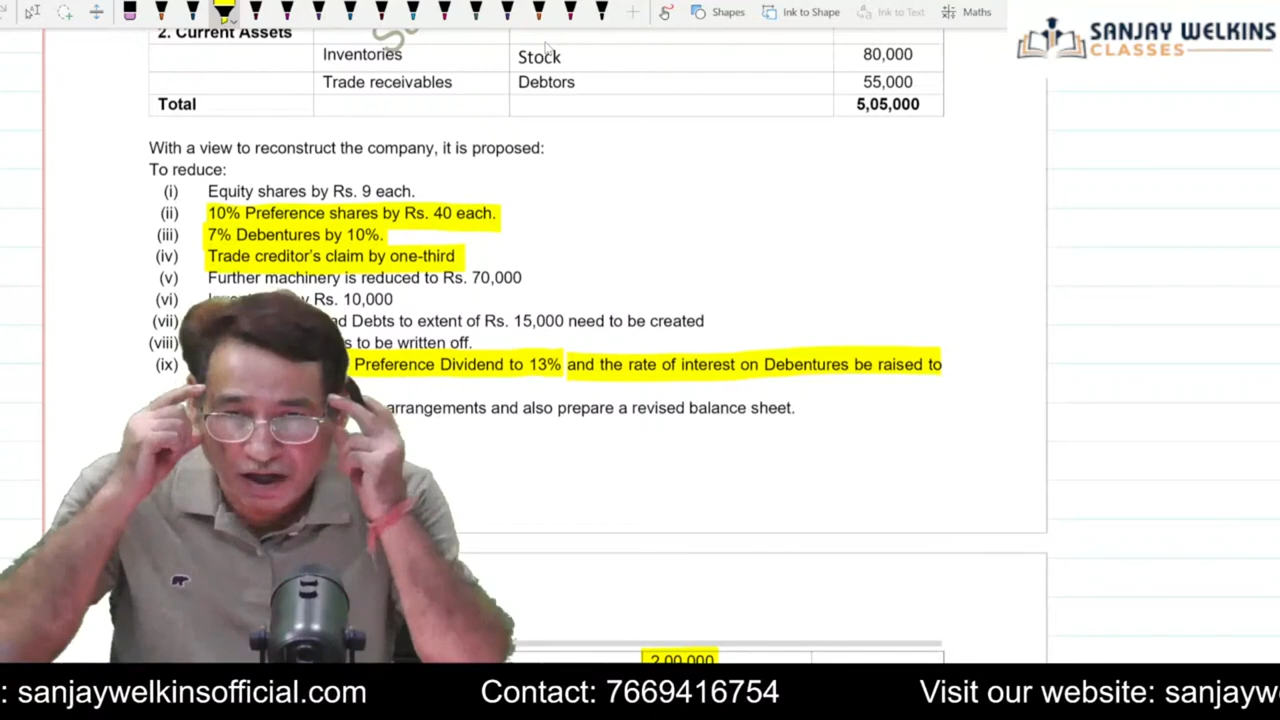 Shapes Ink to Shape Ink to Text Maths
SANJAY WELKINS
CLASSES
2. Current Assets
Inventories Stock 80,000
Trade receivables Debtors 55,000
Total 5,05,000
With a view to reconstruct the company, it is proposed:
To reduce:
(i) Equity shares by Rs. 9 each.
(ii) 10% Preference shares by Rs. 40 each.
(iii) 7% Debentures by 10%.
(iv) Trade creditor's claim by one-third
(v) Further machinery is reduced to Rs. 70,000
(vi) Rs. 10,000
(vii) Debts to extent of Rs. 15,000 need to be created
(viii) to be written off.
(ix) Preference Dividend to 13% and the rate of interest on Debentures be raised to
arrangements and also prepare a revised balance sheet.
2,00,000
: sanjaywelkinsofficial.com Contact: 7669416754 Visit our website: sanjayw